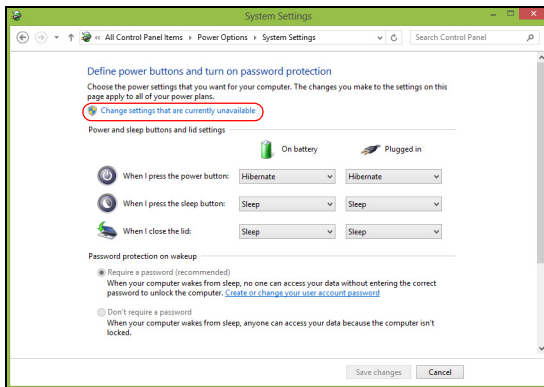 System Settings
« All Control Panel Items › Power Options › System Settings
Search Control Panel
Define power buttons and turn on password protection
Choose the power settings that you want for your computer. The changes you make to the settings on this
page apply to all of your power plans.
Change settings that are currently unavailable
Power and sleep buttons and lid settings
On battery Plugged in
When I press the power button: Hibernate Hibernate
When I press the sleep button: Sleep Sleep
When I close the lid: Sleep Sleep
Password protection on wakeup
Require a password (recommended)
When your computer wakes from sleep, no one can access your data without entering the correct
password to unlock the computer. Create or change your user account password
Don't require a password
When your computer wakes from sleep, anyone can access your data because the computer isn't
locked.
Save changes Cancel